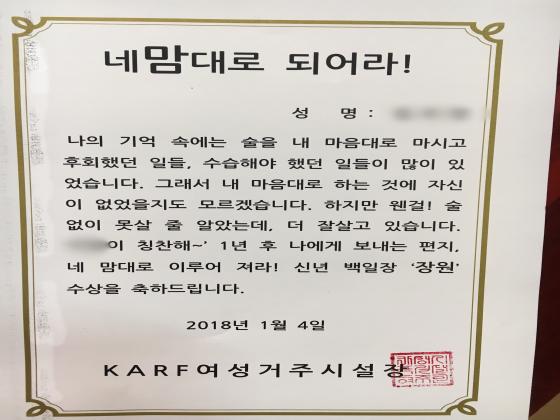 네맘대로 되어라!
성 명 :
나의 기억 속에는 술을 내 마음대로 마시고
후회했던 일들, 수습해야 했던 일들이 많이 있
었습니다. 그래서 내 마음대로 하는 것에 자신
이 없었을지도 모르겠습니다. 하지만 웬걸! 술
없이 못살 줄 알았는데, 더 잘살고 있습니다.
이 칭찬해~’ 1년 후 나에게 보내는 편지,
네 맘대로 이루어 져라! 신년 백일장 ‘장원’
수상을 축하드립니다.
2018년 1월 4일
KARF여성거주시설장